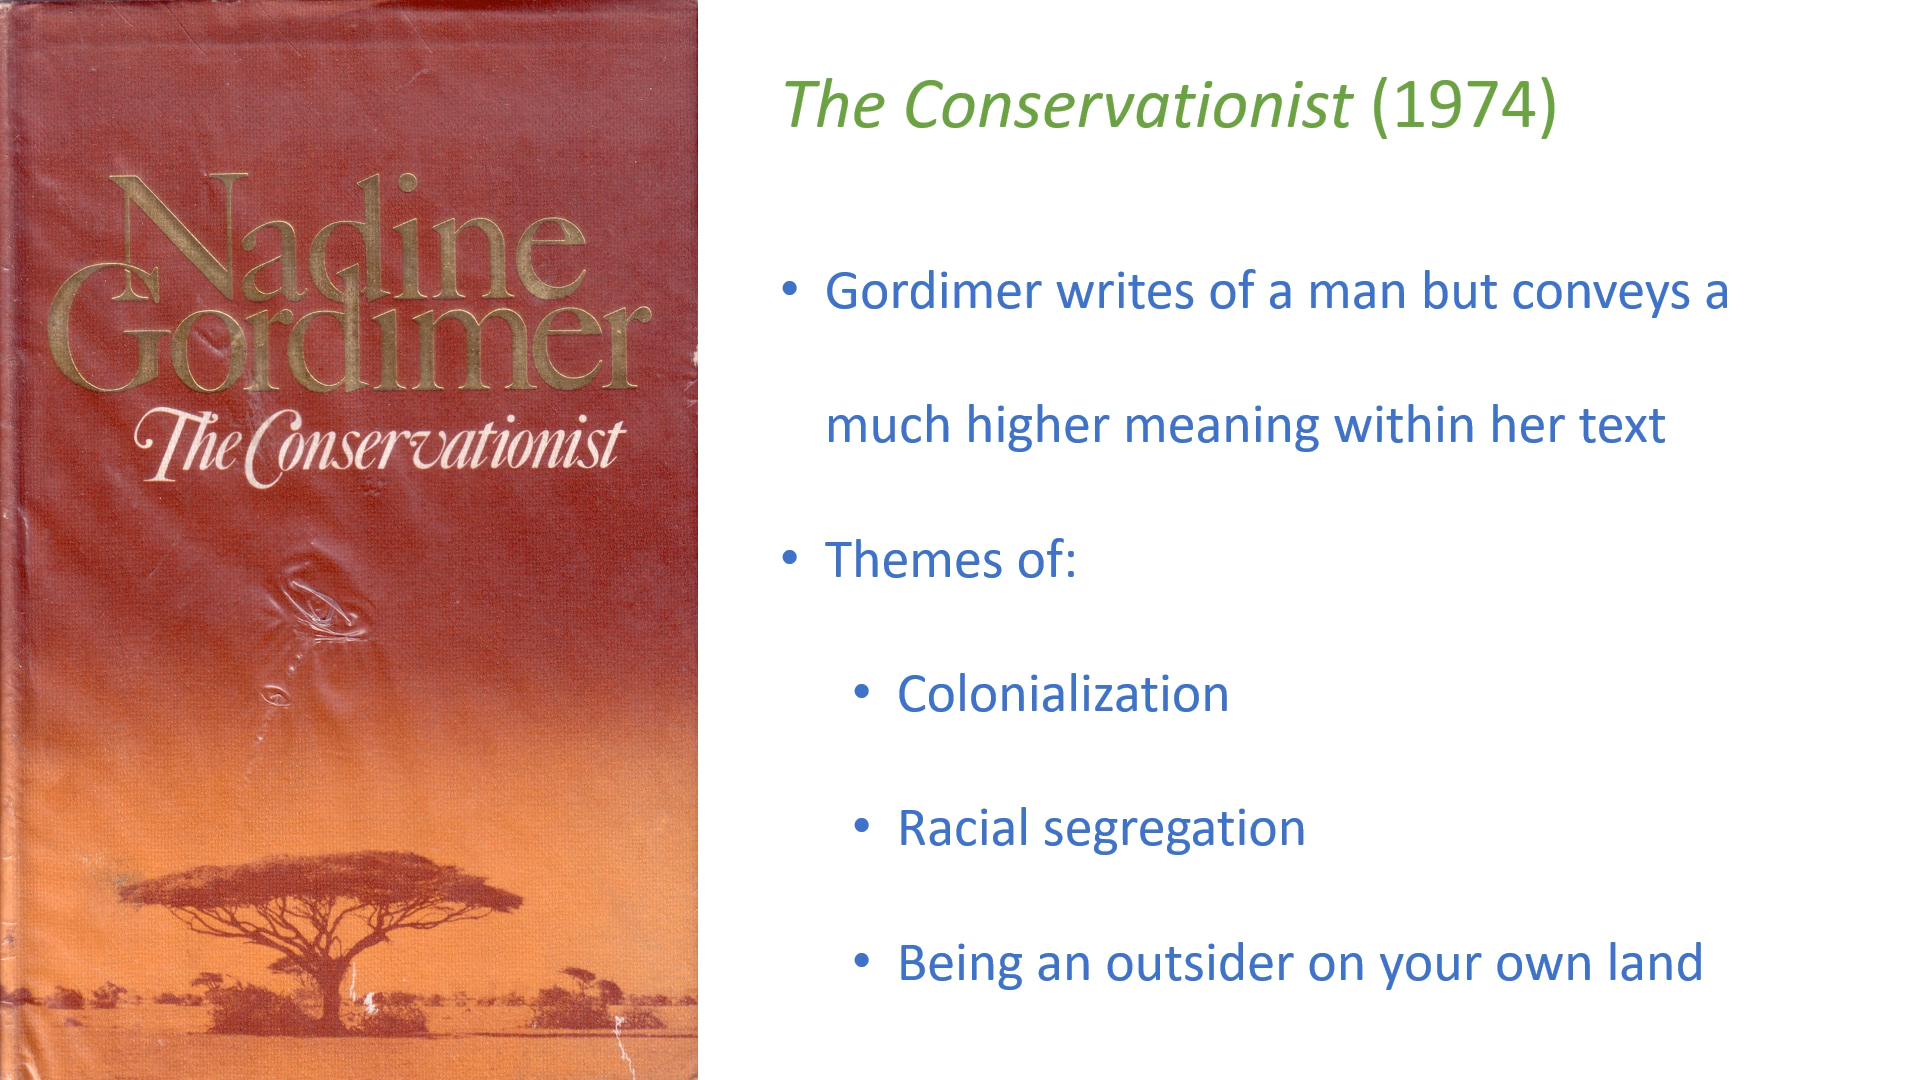 Nadine
Gordimer
The Conservationist
The Conservationist (1974)
• Gordimer writes of a man but conveys a
much higher meaning within her text
• Themes of:
• Colonialization
• Racial segregation
• Being an outsider on your own land